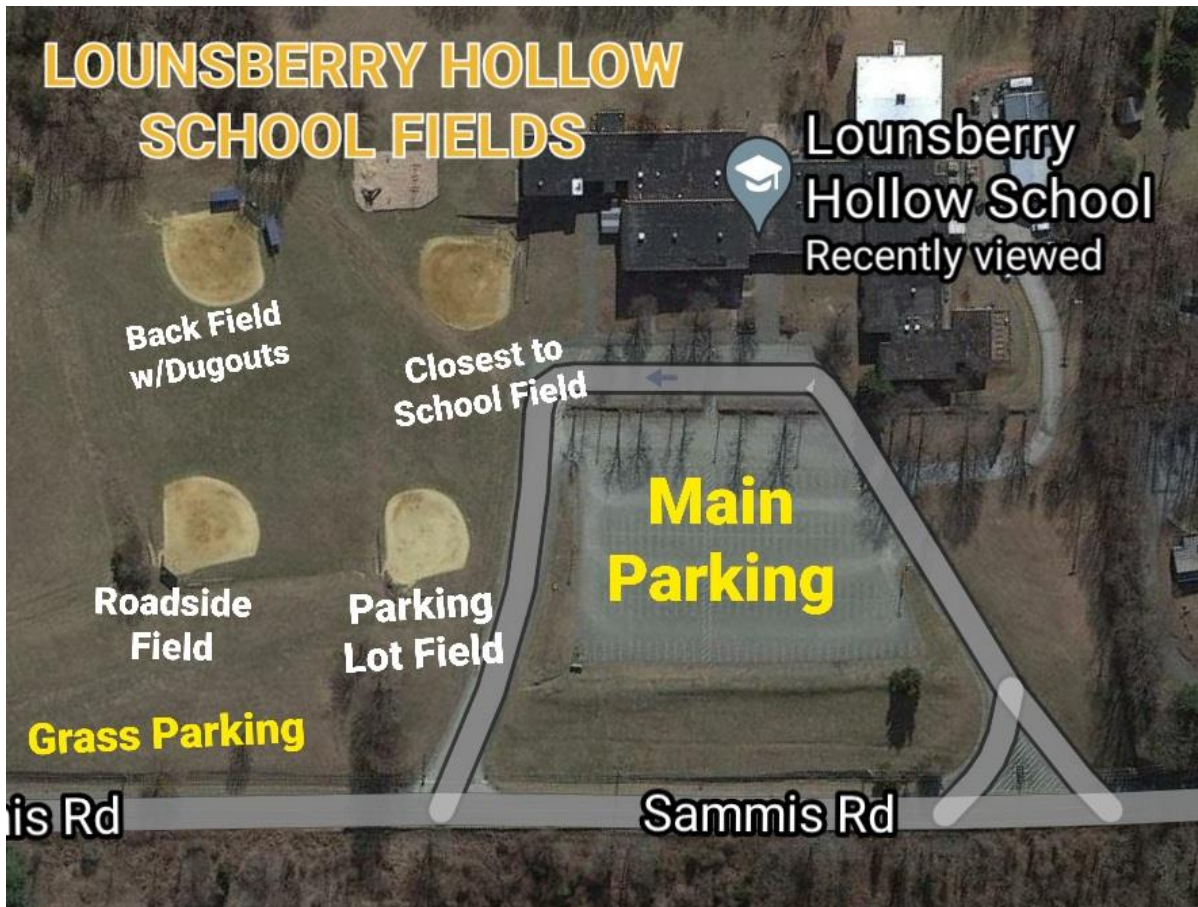 LOUNSBERRY HOLLOW
SCHOOL FIELDS
Lounsberry
Hollow School
Recently viewed
Back Field
w/Dugouts
Closest to
School Field
Main
Parking
Roadside
Field
Parking
Lot Field
Grass Parking
is Rd
Sammis Rd